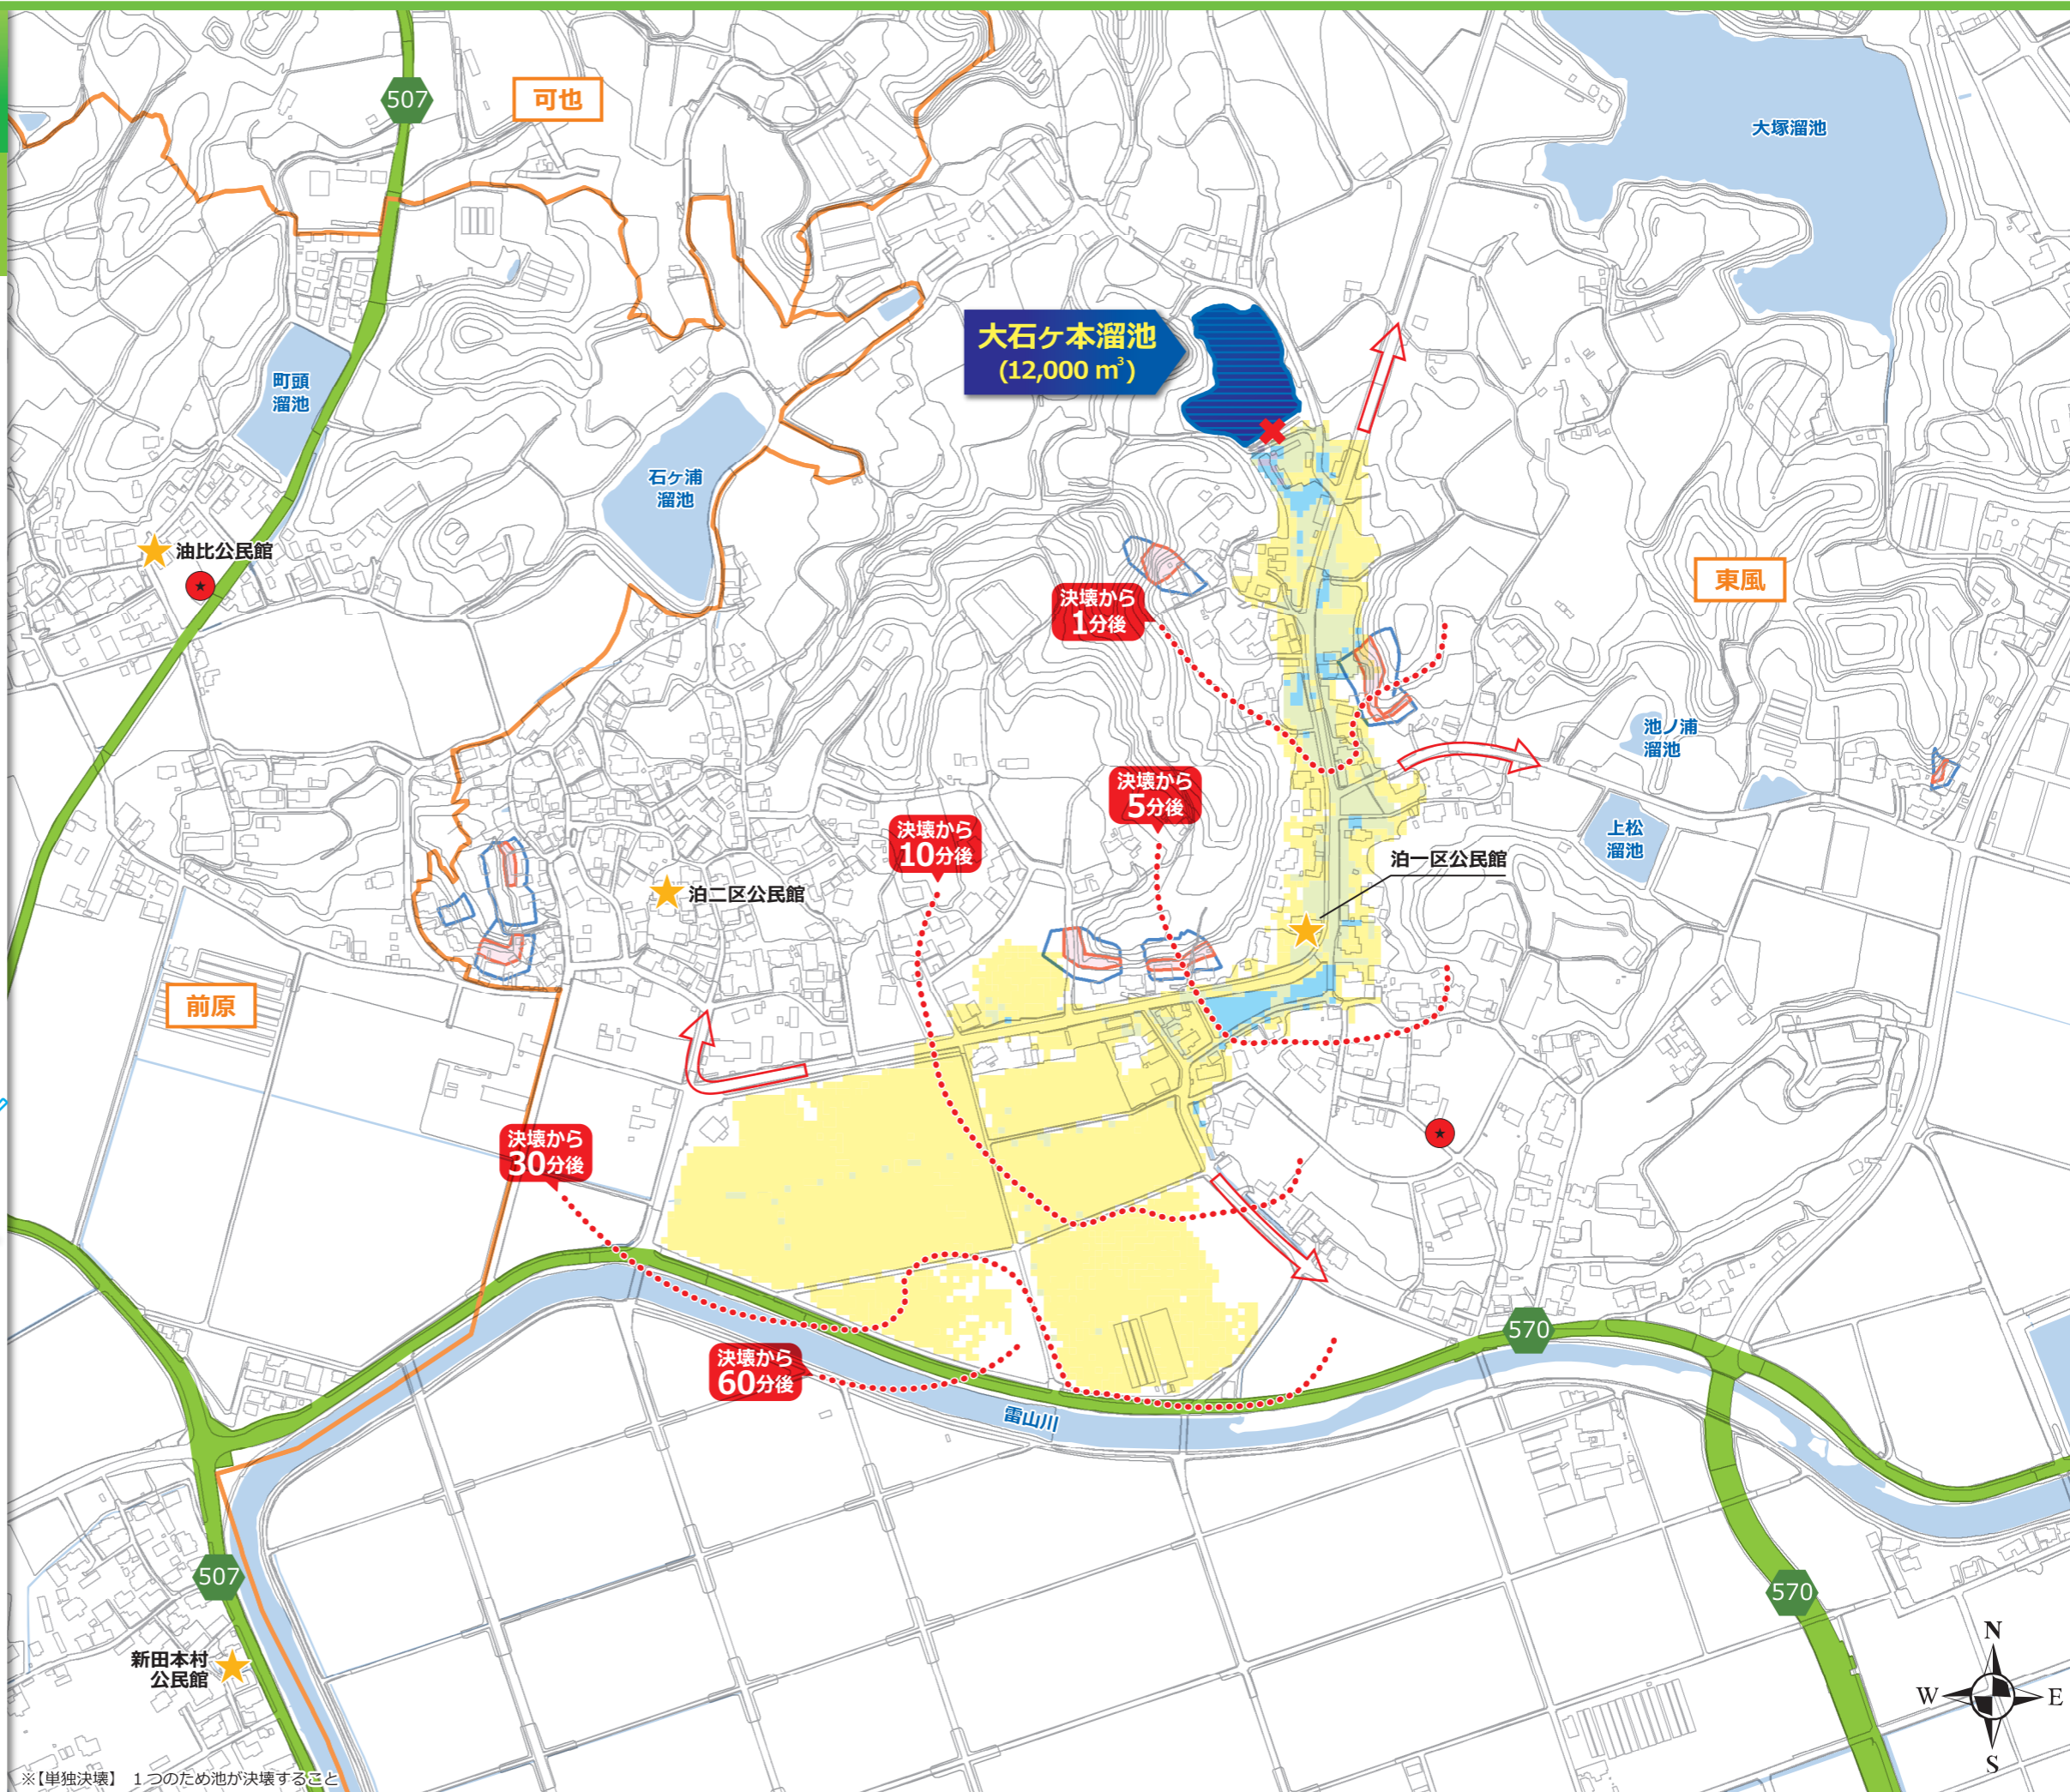 507
可也
大塚溜池
大石ヶ本溜池
(12,000 m³)
町頭
溜池
石ヶ浦
溜池
油比公民館
東風
決壊から
1分後
池ノ浦
溜池
決壊から
5分後
決壊から
10分後
上松
溜池
泊一区公民館
泊二区公民館
前原
決壊から
30分後
570
決壊から
60分後
雷山川
507
570
新田本村
公民館
N
W
E
S
※【単独決壊】 1つのため池が決壊すること